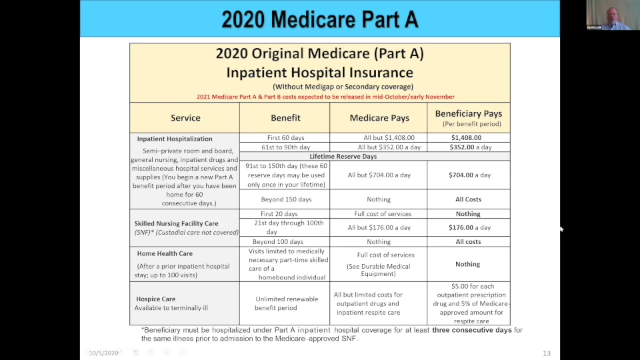 2020 Medicare Part A
2020 Original Medicare (Part A)
Inpatient Hospital Insurance
(Without Medigap or Secondary coverage)
2021 Medicare Part A & Part B costs expected to be released in mid-October/early November
Service
Benefit
Medicare Pays
Beneficiary Pays
(Per benefit period)
Inpatient Hospitalization
Semi-private room and board,
general nursing, inpatient drugs and
miscellaneous hospital services and
supplies (You begin a new Part A
benefit period after you have been
home for 60
consecutive days.)
First 60 days
All but $1,408.00
$1,408.00
61st to 90th day
All but $352.00 a day
$352.00 a day
Lifetime Reserve Days
91st to 150th day (these 60
reserve days may be used
only once in your lifetime)
All but $704.00 a day
$704.00 a day
Beyond 150 days
Nothing
All Costs
Skilled Nursing Facility Care
(SNF)* (Custodial care not covered)
First 20 days
Full cost of services
Nothing
21st day through 100th
day
All but $176.00 a day
$176.00 a day
Beyond 100 days
Nothing
All costs
Home Health Care
(After a prior inpatient hospital
stay; up to 100 visits)
Visits limited to medically
necessary part-time skilled
care of a
homebound individual
Full cost of services
(See Durable Medical
Equipment)
Nothing
Hospice Care
Available to terminally ill
Unlimited renewable
benefit period
All but limited costs for
outpatient drugs and
inpatient respite care
$5.00 for each
outpatient prescription
drug and 5% of Medicare-
approved amount for
respite care
*Beneficiary must be hospitalized under Part A inpatient hospital coverage for at least three consecutive days for
the same illness prior to admission to the Medicare-approved SNF.
10/5/2020
13